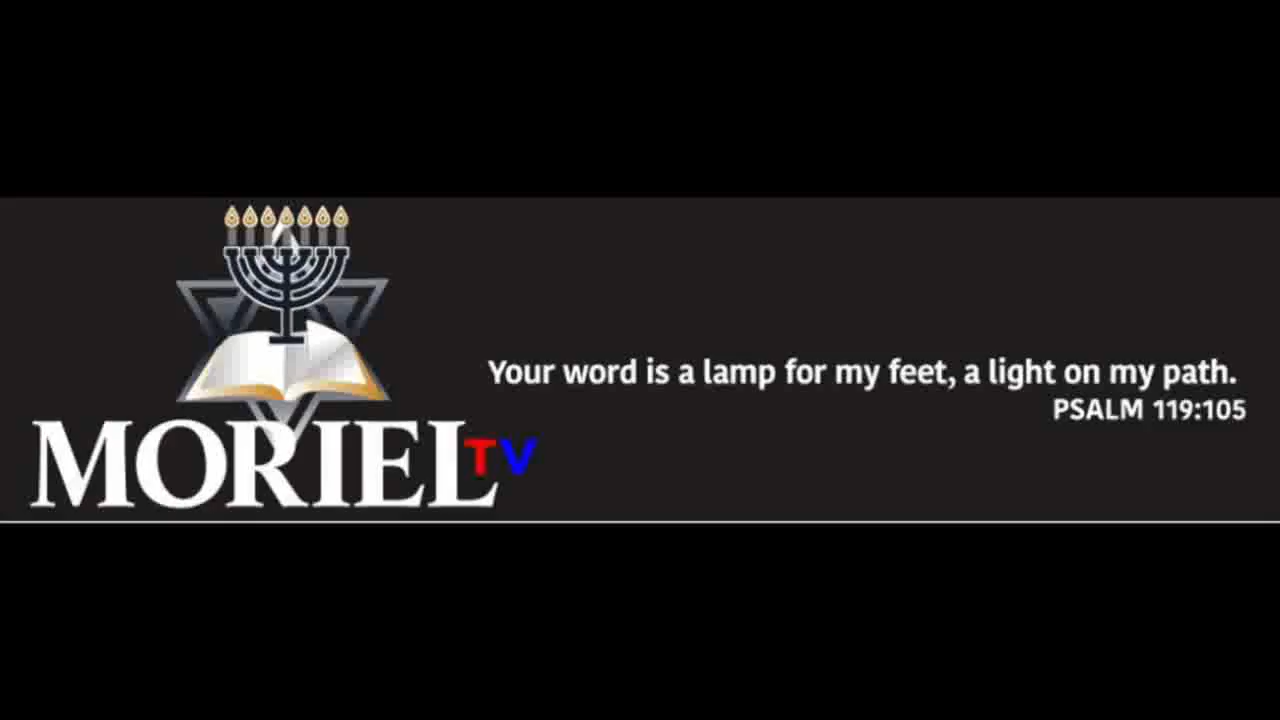 Your word is a lamp for my feet, a light on my path.
PSALM 119:105
MORIEL TV